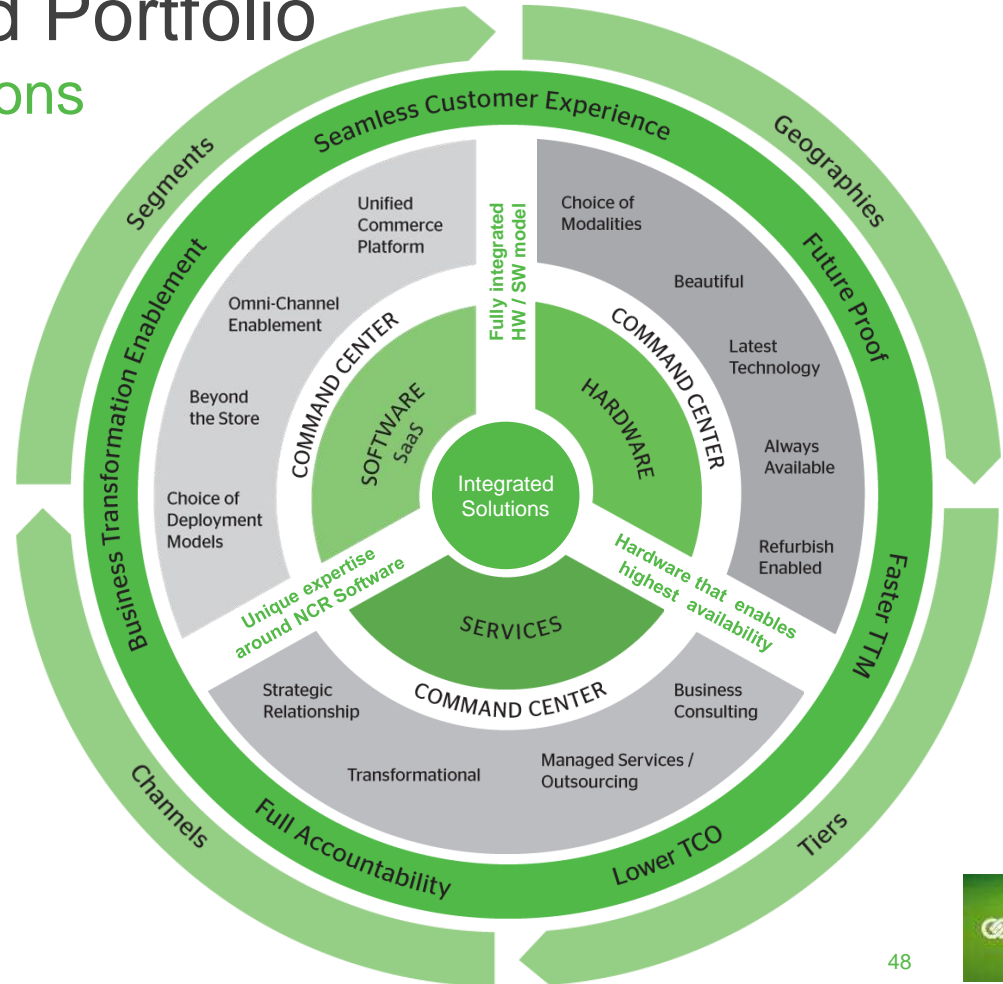 d Portfolio
ons
Segments
Geographies
Seamless Customer Experience
Future Proof
Business Transformation Enablement
Faster TTM
Full Accountability
Lower TCO
Channels
Tiers
Unified
Commerce
Platform
Omni-Channel
Enablement
Beyond
the Store
Choice of
Deployment
Models
Fully integrated
HW / SW model
Choice of
Modalities
Beautiful
Latest
Technology
Always
Available
Refurbish
Enabled
COMMAND CENTER
SOFTWARE
SaaS
COMMAND CENTER
HARDWARE
Integrated
Solutions
Unique expertise
around NCR Software
Hardware that enables
highest availability
SERVICES
COMMAND CENTER
Strategic
Relationship
Transformational
Managed Services /
Outsourcing
Business
Consulting
48